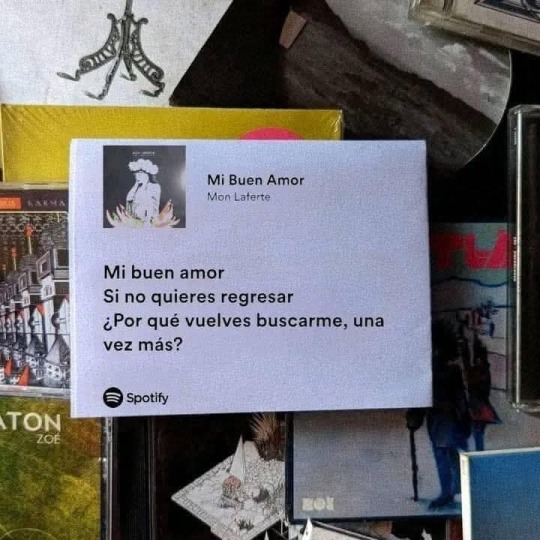 Mi Buen Amor
Mon Laferte
Mi buen amor
Si no quieres regresar
¿Por qué vuelves buscarme, una
vez más?
Spotify
KARMA
ATON
ZOÉ